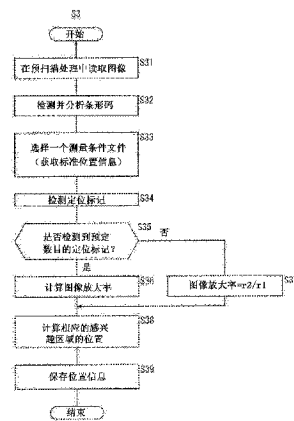 S3
开始
S31
在预扫描处理中读取图像
S32
检测并分析条形码
S33
选择一个测量条件文件
(获取标准位置信息)
S34
检测定位标记
S35
是否检测到预定
数目的定位标记?
否
是
S36
计算图像放大率
S3
图像放大率=r2/r1
S38
计算相应的感兴
趣区域的位置
S39
保存位置信息
结束